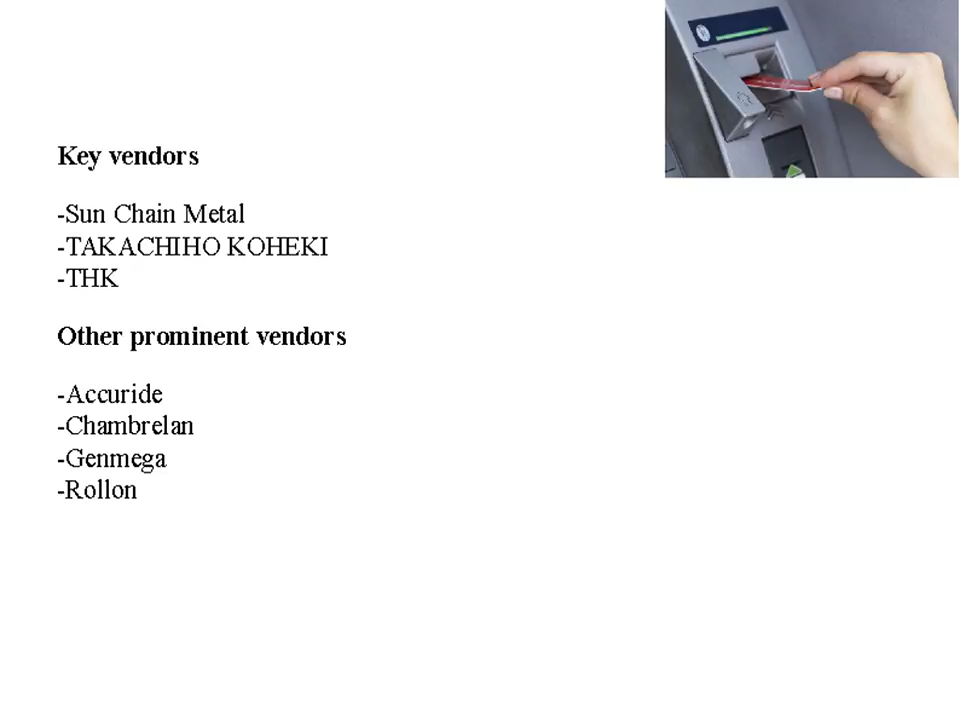 Key vendors
-Sun Chain Metal
-TAKACHIHO KOHEKI
-THK
Other prominent vendors
-Accuride
-Chambrelan
-Genmega
-Rollon